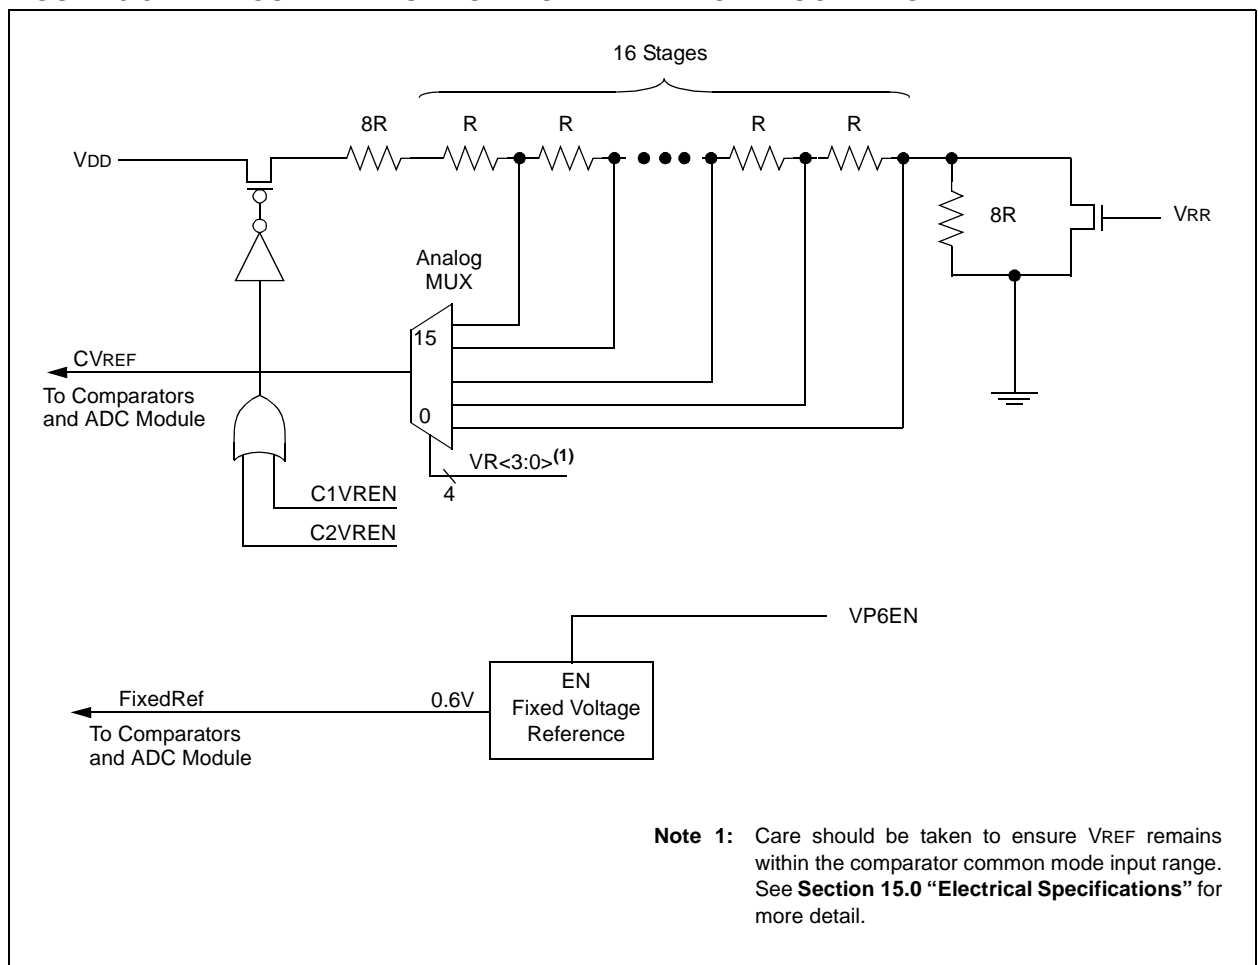 16 Stages
8R R R R R
VDD
8R
VRR
Analog
MUX
15
0
CVREF
To Comparators
and ADC Module
VR<3:0>(1)
4
C1VREN
C2VREN
VP6EN
EN
Fixed Voltage
Reference
FixedRef 0.6V
To Comparators
and ADC Module
Note 1: Care should be taken to ensure VREF remains
within the comparator common mode input range.
See Section 15.0 “Electrical Specifications” for
more detail.